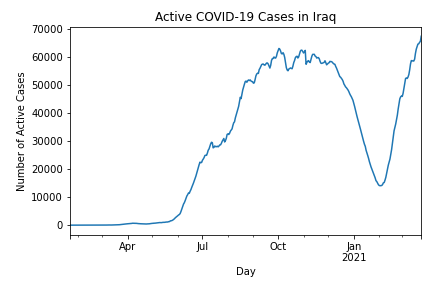 Active COVID-19 Cases in Iraq
Number of Active Cases
70000
60000
50000
40000
30000
20000
10000
0
Apr
Jul
Oct
Jan
2021
Day